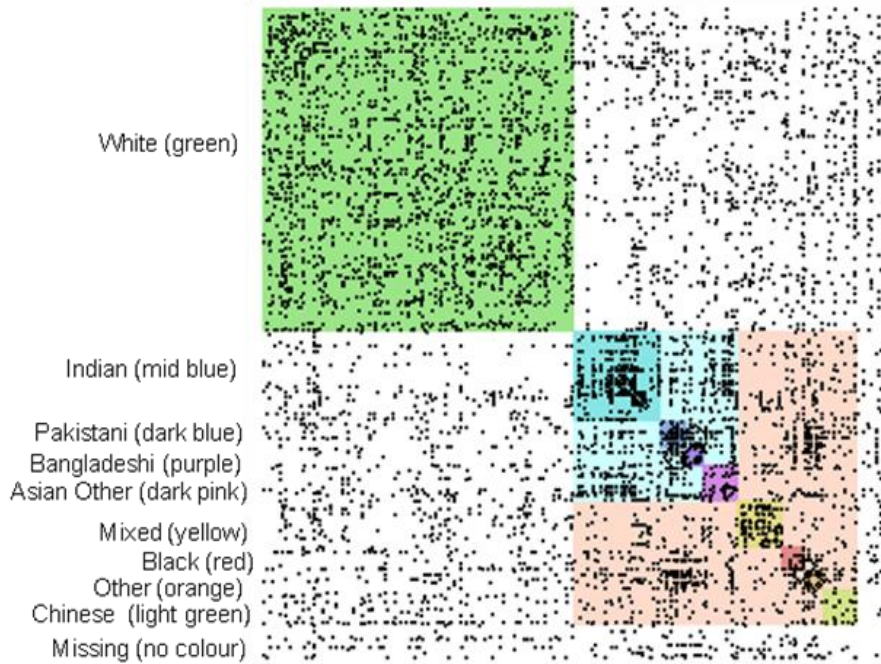 White (green)
Indian (mid blue)
Pakistani (dark blue)
Bangladeshi (purple)
Asian Other (dark pink)
Mixed (yellow)
Black (red)
Other (orange)
Chinese (light green)
Missing (no colour)